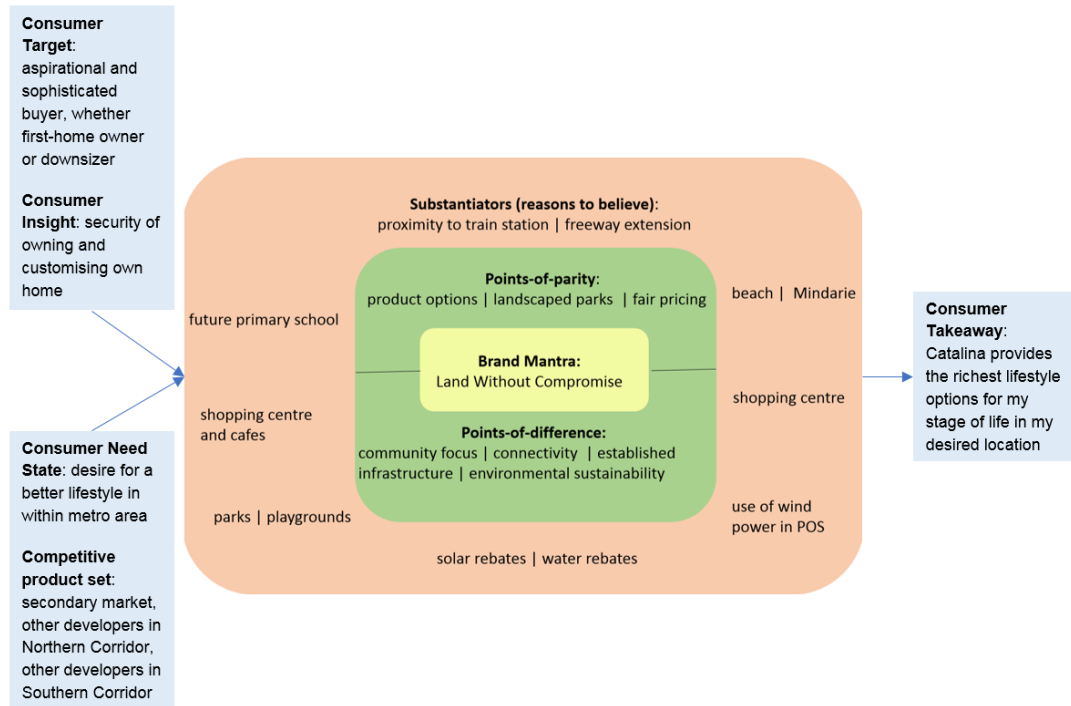 Consumer
Target:
aspirational and
sophisticated
buyer, whether
first-home owner
or downsizer
Consumer
Insight: security of
owning and
customising own
home
Consumer Need
State: desire for a
better lifestyle in
within metro area
Competitive
product set:
secondary market,
other developers in
Northern Corridor,
other developers in
Southern Corridor
Substantiators (reasons to believe):
proximity to train station | freeway extension
future primary school
shopping centre
and cafes
parks | playgrounds
Points-of-parity:
product options | landscaped parks | fair pricing
Brand Mantra:
Land Without Compromise
Points-of-difference:
community focus | connectivity | established
infrastructure | environmental sustainability
beach | Mindarie
shopping centre
use of wind
power in POS
solar rebates | water rebates
Consumer
Takeaway:
Catalina provides
the richest lifestyle
options for my
stage of life in my
desired location